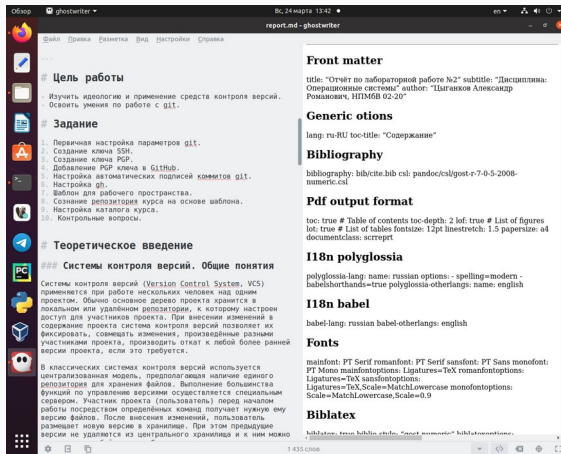 Обзор
ghostwriter
Вс, 24 марта 13:42
en
report.md - ghostwriter
Файл Правка Разметка Вид Настройки Справка
---
# Цель работы
- Изучить идеологию и применение средств контроля версий.
- Освоить умения по работе с git.
# Задание
1. Первичная настройка параметров git.
2. Создание ключа SSH.
3. Создание ключа PGP.
4. Добавление PGP ключа в GitHub.
5. Настройка автоматических подписей коммитов git.
6. Настройка gh.
7. Шаблон для рабочего пространства.
8. Сознание репозитория курса на основе шаблона.
9. Настройка каталога курса.
10. Контрольные вопросы.
# Теоретическое введение
### Системы контроля версий. Общие понятия
Системы контроля версий (Version Control System, VCS)
применяются при работе нескольких человек над одним
проектом. Обычно основное дерево проекта хранится в
локальном или удалённом репозитории, к которому настроен
доступ для участников проекта. При внесении изменений в
содержание проекта система контроля версий позволяет их
фиксировать, совмещать изменения, произведённые разными
участниками проекта, производить откат к любой более ранней
версии проекта, если это требуется.
В классических системах контроля версий используется
централизованная модель, предполагающая наличие единого
репозитория для хранения файлов. Выполнение большинства
функций по управлению версиями осуществляется специальным
сервером. Участник проекта (пользователь) перед началом
работы посредством определённых команд получает нужную ему
версию файлов. После внесения изменений, пользователь
размещает новую версию в хранилище. При этом предыдущие
версии не удаляются из центрального хранилища и к ним можно
Front matter
title: “Отчёт по лабораторной работе №2” subtitle: “Дисциплина:
Операционные системы” author: “Цыганков Александр
Романович, НПМбВ 02-20”
Generic otions
lang: ru-RU toc-title: “Содержание”
Bibliography
bibliography: bib/cite.bib csl: pandoc/csl/gost-r-7-0-5-2008-
numeric.csl
Pdf output format
toc: true # Table of contents toc-depth: 2 lof: true # List of figures
lot: true # List of tables fontsize: 12pt linestretch: 1.5 papersize: a4
documentclass: scrreprt
I18n polyglossia
polyglossia-lang: name: russian options: - spelling=modern -
babelshorthands=true polyglossia-otherlangs: name: english
I18n babel
babel-lang: russian babel-otherlangs: english
Fonts
mainfont: PT Serif romanfont: PT Serif sansfont: PT Sans monofont:
PT Mono mainfontoptions: Ligatures=TeX romanfontoptions:
Ligatures=TeX sansfontoptions:
Ligatures=TeX,Scale=MatchLowercase monofontoptions:
Scale=MatchLowercase,Scale=0.9
Biblatex
biblatex: true biblio-style: “gost-numeric” biblatexoptions:
1 435 слов
PC